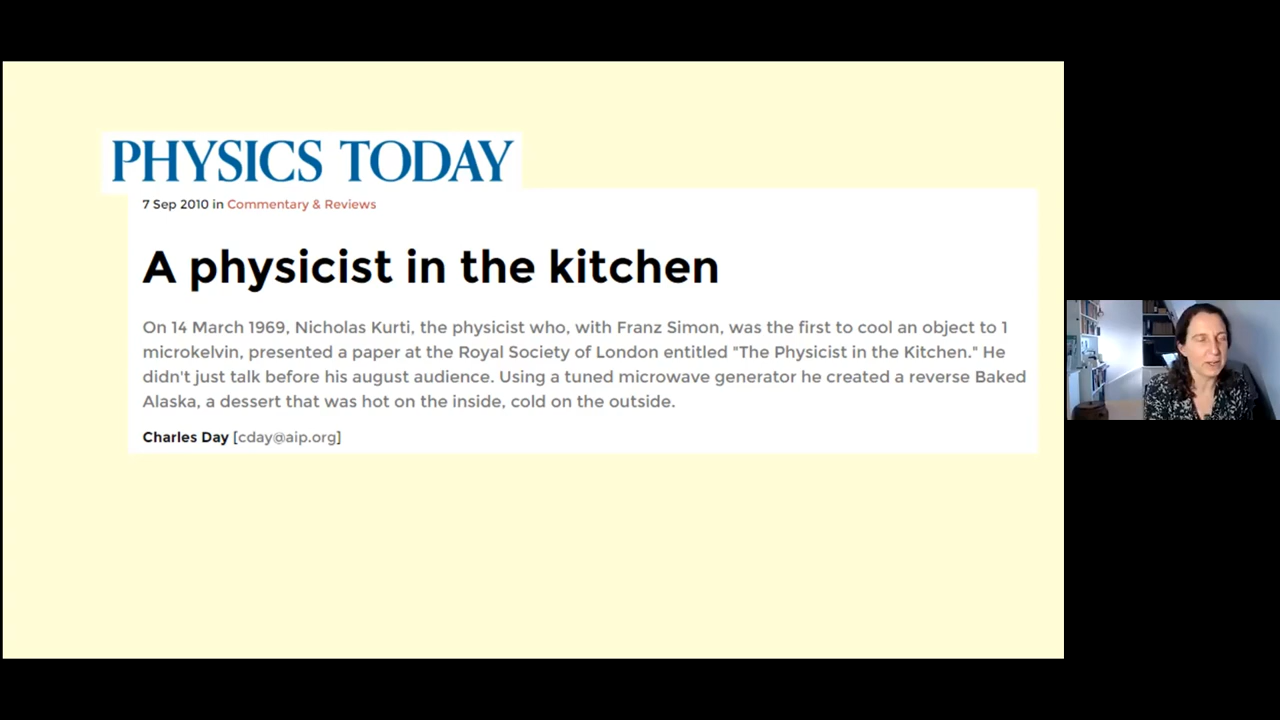 PHYSICS TODAY
7 Sep 2010 in Commentary & Reviews
A physicist in the kitchen
On 14 March 1969, Nicholas Kurti, the physicist who, with Franz Simon, was the first to cool an object to 1
microkelvin, presented a paper at the Royal Society of London entitled "The Physicist in the Kitchen." He
didn't just talk before his august audience. Using a tuned microwave generator he created a reverse Baked
Alaska, a dessert that was hot on the inside, cold on the outside.
Charles Day [cday@aip.org]